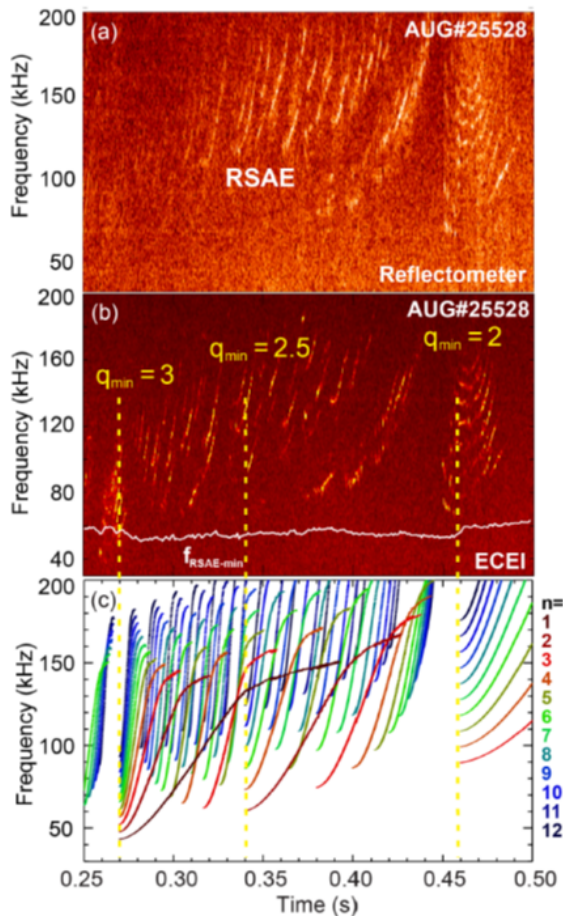 (a) AUG#25528
200
150
100
50
Frequency (kHz)
RSAE
Reflectometer
(b) AUG#25528
200
160
120
80
40
Frequency (kHz)
qmin = 3
qmin = 2.5
qmin = 2
fRSAE-min
ECEI
(c)
200
150
100
50
Frequency (kHz)
n=
1
2
3
4
5
6
7
8
9
10
11
12
0.25 0.30 0.35 0.40 0.45 0.50
Time (s)